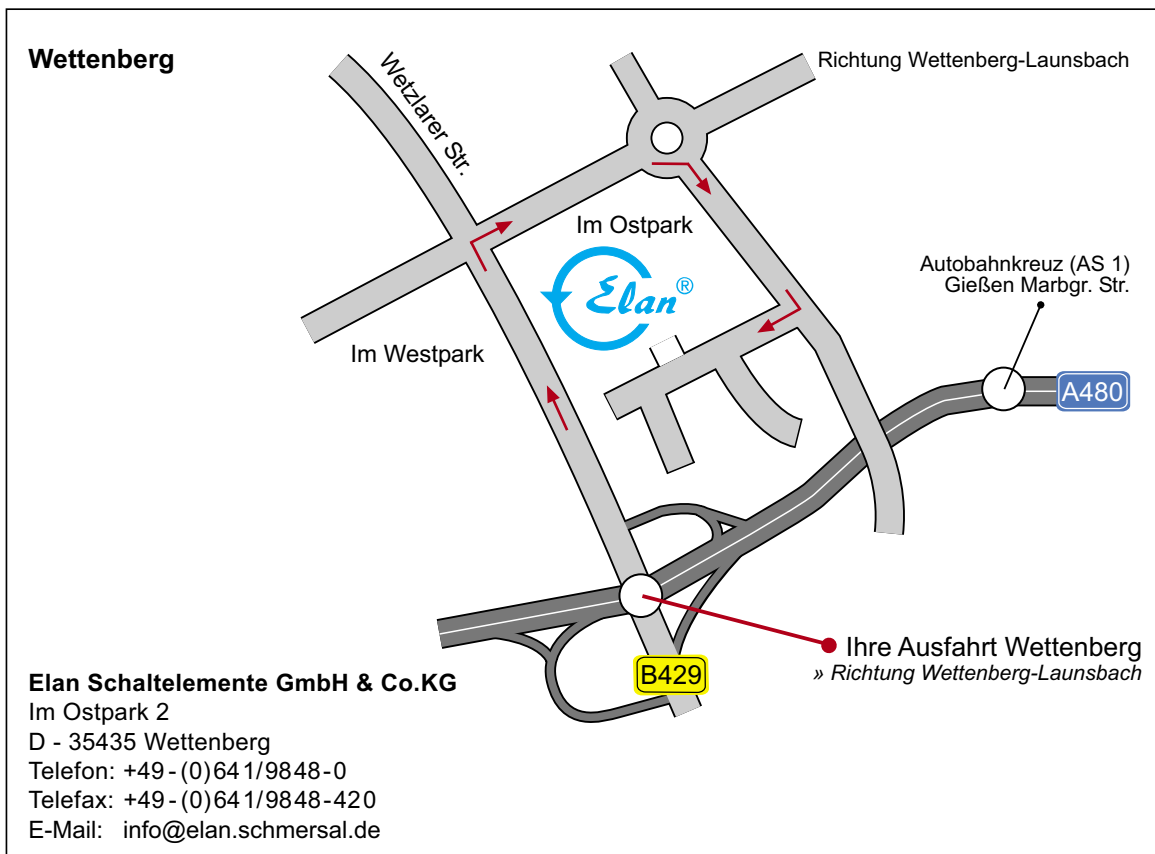 Wettenberg
Wetzlarer Str.
Richtung Wettenberg-Launsbach
Im Ostpark
Elan®
Im Westpark
Autobahnkreuz (AS 1)
Gießen Marbgr. Str.
A480
Ihre Ausfahrt Wettenberg
» Richtung Wettenberg-Launsbach
B429
Elan Schaltelemente GmbH & Co.KG
Im Ostpark 2
D - 35435 Wettenberg
Telefon: +49-(0)641/9848-0
Telefax: +49-(0)641/9848-420
E-Mail: info@elan.schmersal.de